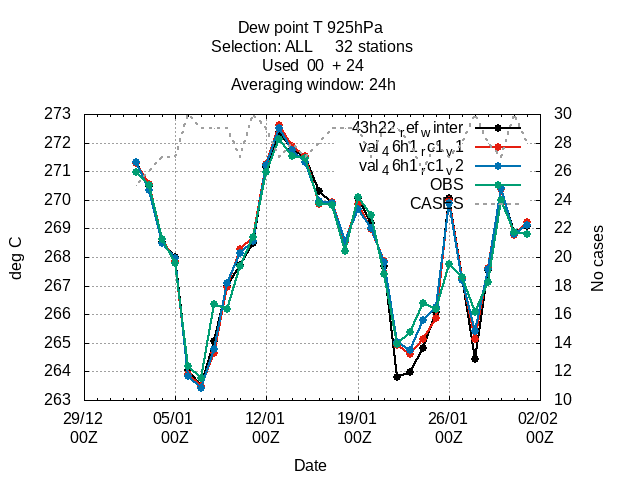 Dew point T 925hPa
Selection: ALL 32 stations
Used 00 + 24
Averaging window: 24h
273
272
271
270
269
268
267
266
265
264
263
deg C
30
28
26
24
22
20
18
16
14
12
10
No cases
43h22_ref_winter
val_46h1_rc1_v1
val_46h1_rc1_v2
OBS
CASES
29/12 05/01 12/01 19/01 26/01 02/02
00Z 00Z 00Z 00Z 00Z 00Z
Date